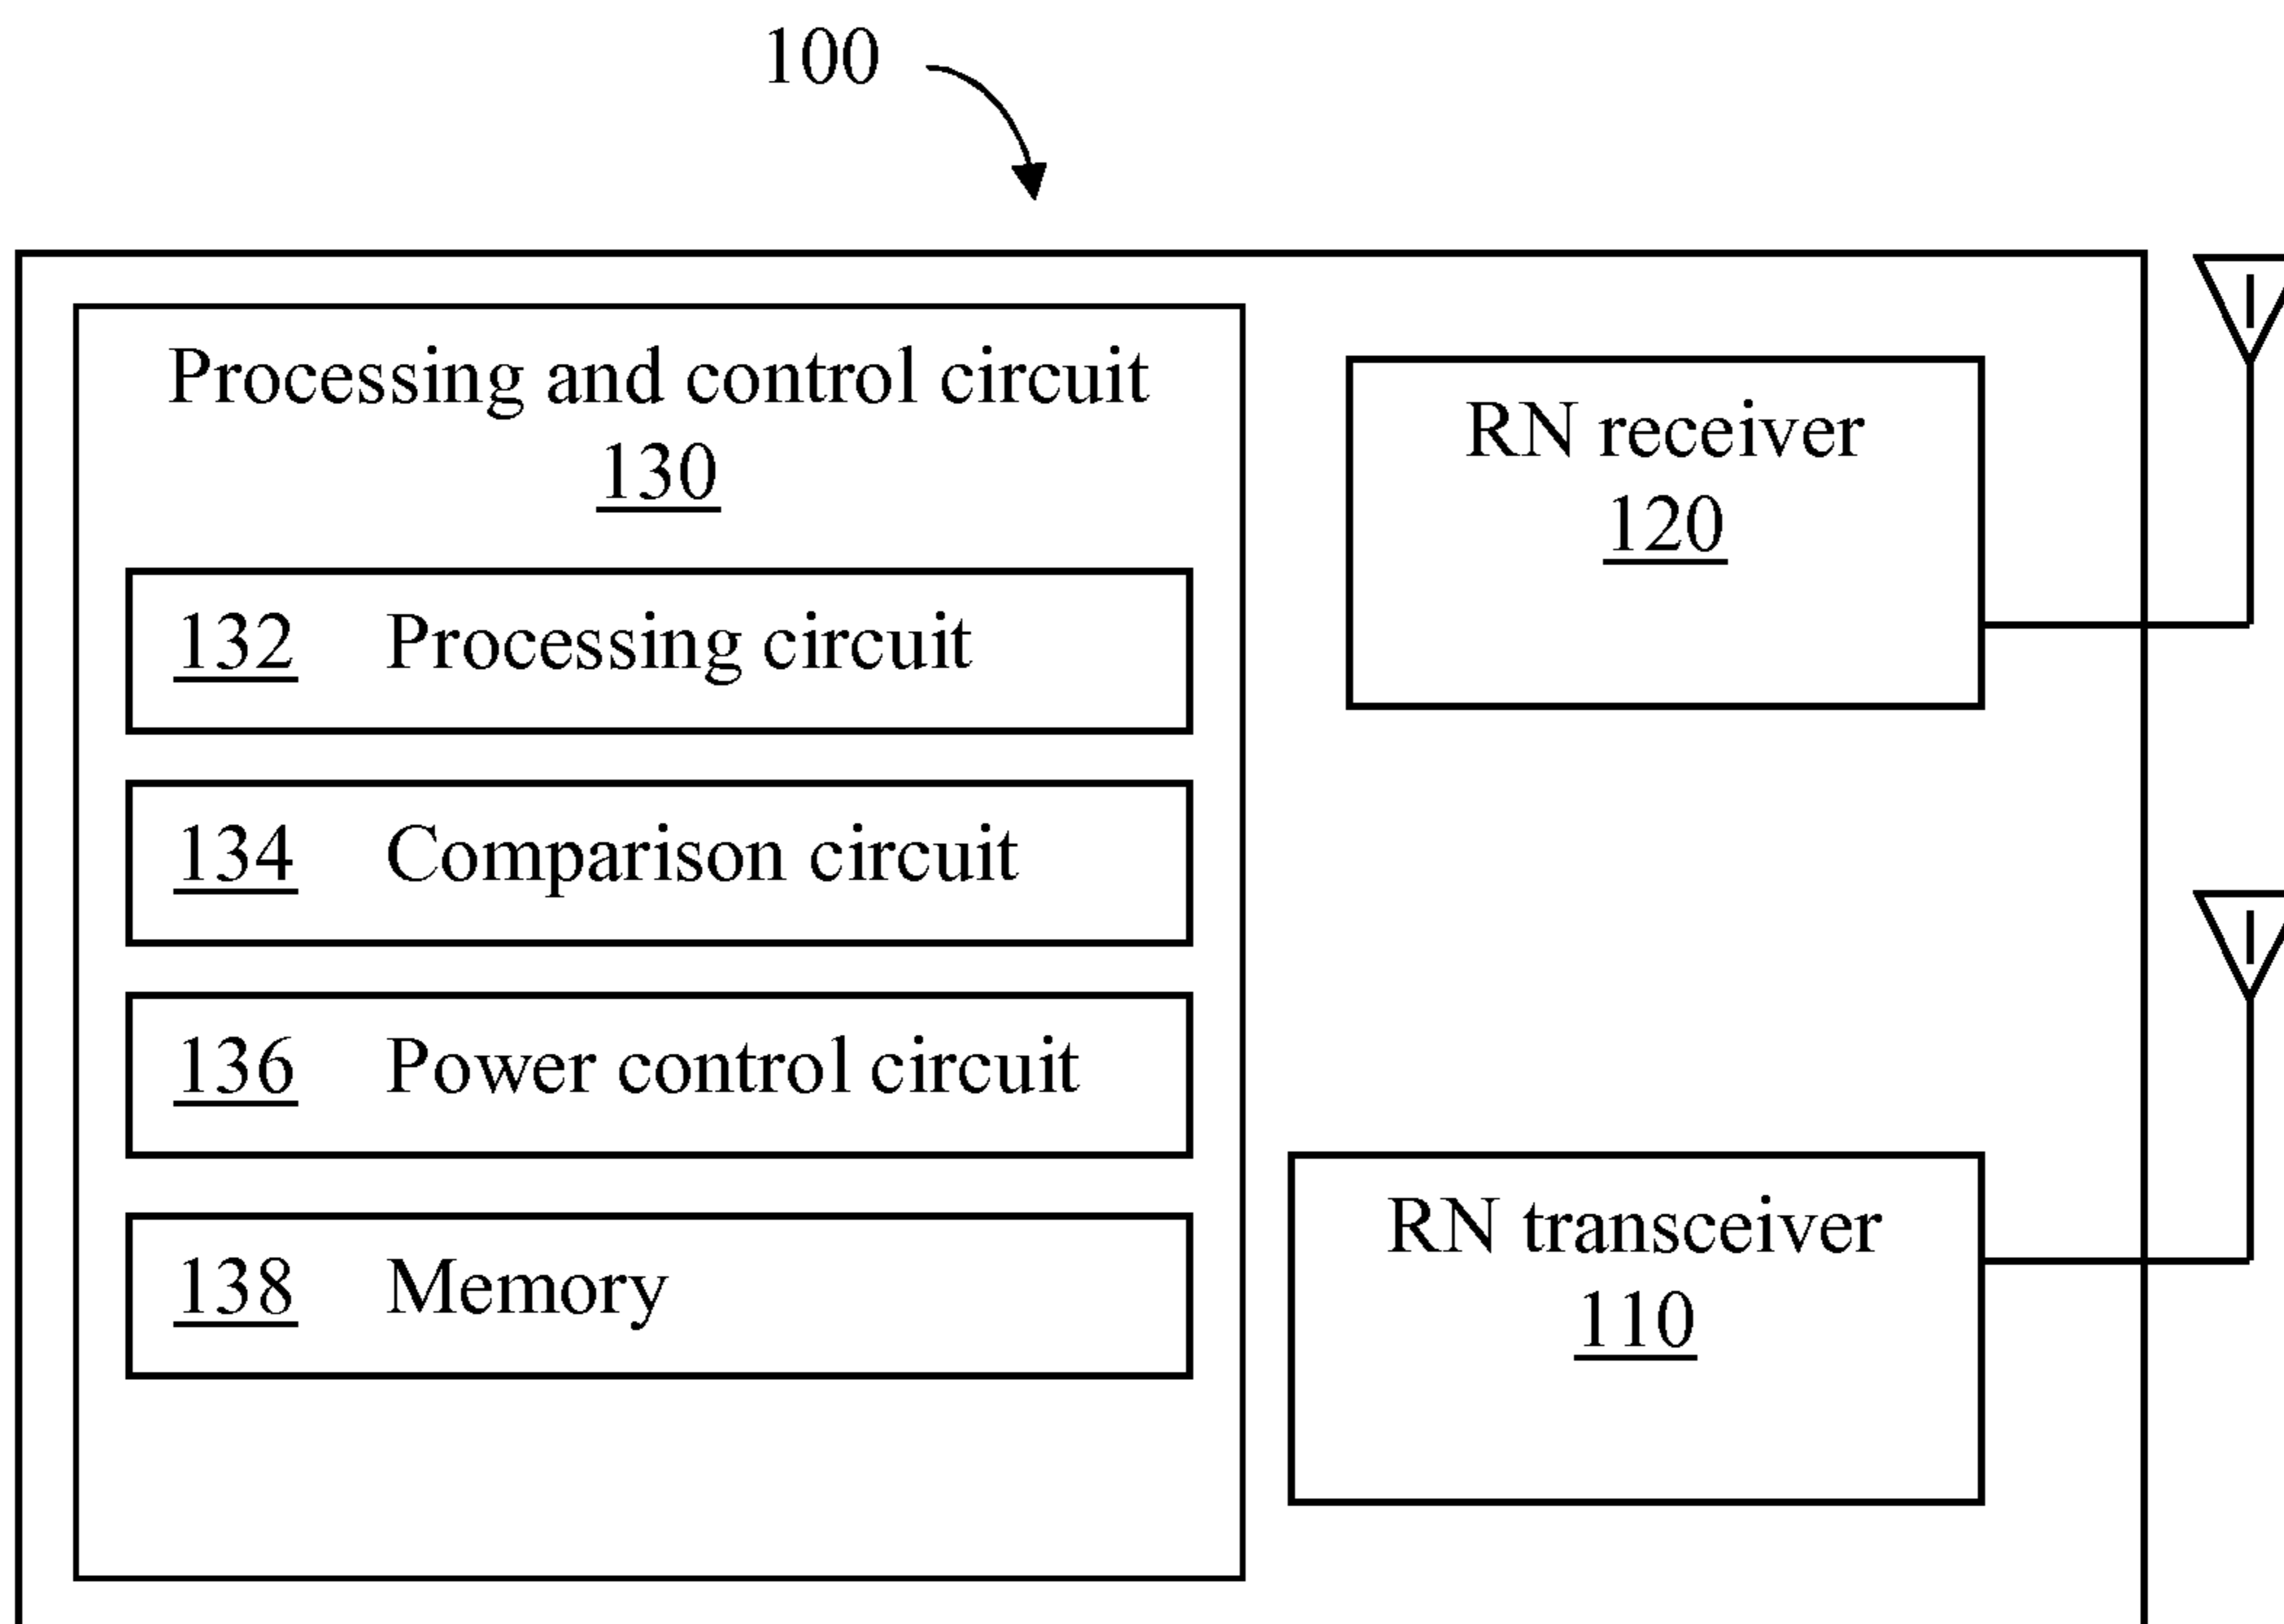 100
Processing and control circuit
130
132 Processing circuit
134 Comparison circuit
136 Power control circuit
138 Memory
RN receiver
120
RN transceiver
110